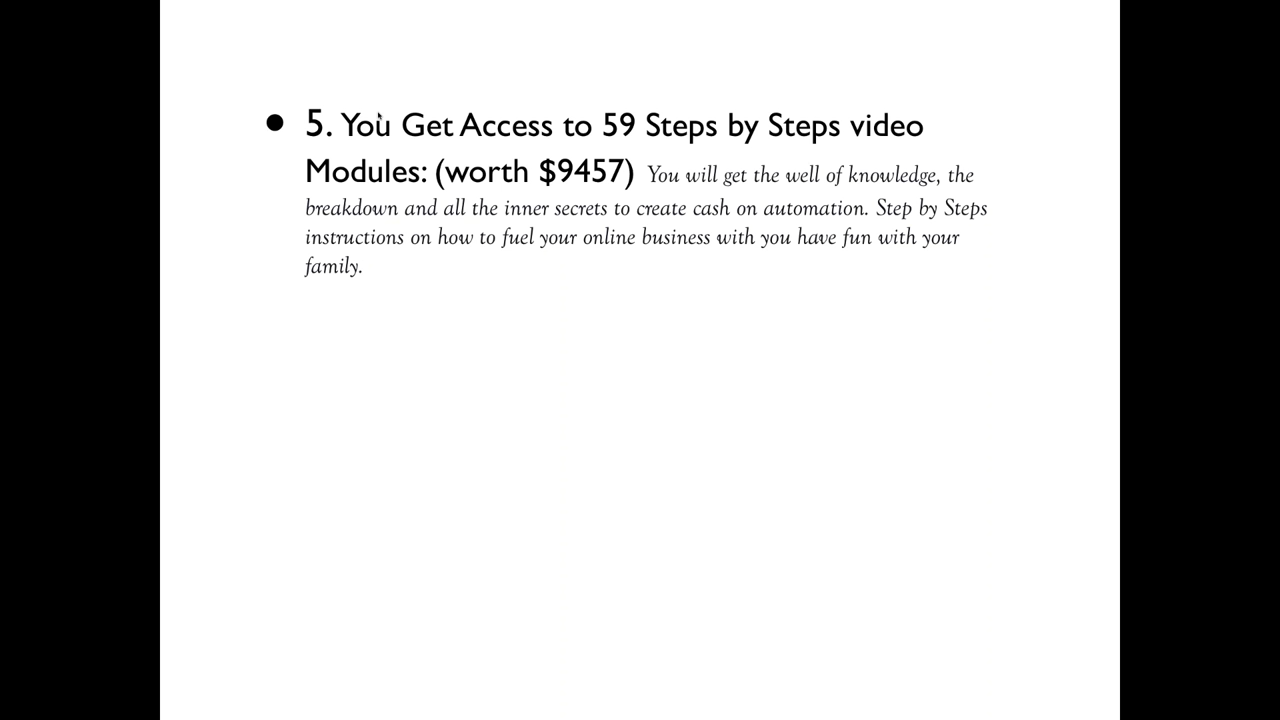 • 5. You Get Access to 59 Steps by Steps video
Modules: (worth $9457) You will get the well of knowledge, the
breakdown and all the inner secrets to create cash on automation. Step by Steps
instructions on how to fuel your online business with you have fun with your
family.